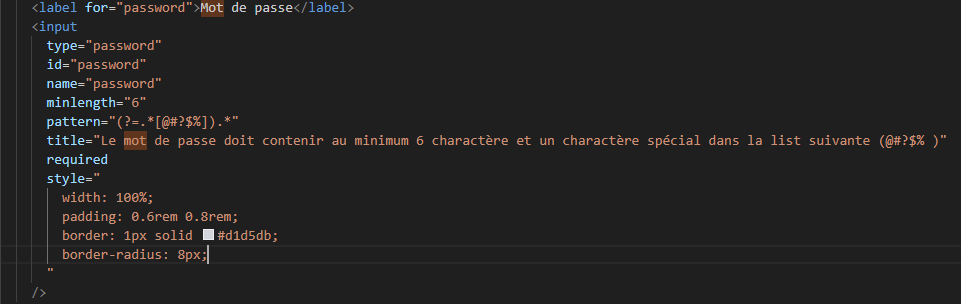 <label for="password">Mot de passe</label>
<input
type="password"
id="password"
name="password"
minlength="6"
pattern="(?=.*[@#?$%]).*"
title="Le mot de passe doit contenir au minimum 6 charactère et un charactère spécial dans la list suivante (@#?$% )"
required
style="
width: 100%;
padding: 0.6rem 0.8rem;
border: 1px solid #d1d5db;
border-radius: 8px;
"
/>